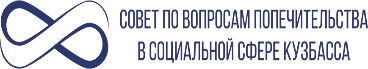 СОВЕТ ПО ВОПРОСАМ ПОПЕЧИТЕЛЬСТВА
В СОЦИАЛЬНОЙ СФЕРЕ КУЗБАССА